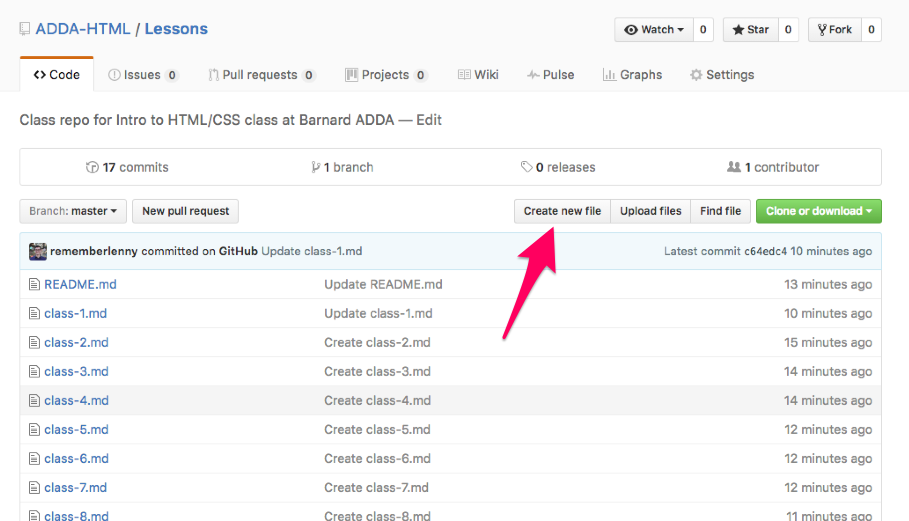 ADDA-HTML / Lessons
Watch 0 Star 0 Fork 0
Code Issues 0 Pull requests 0 Projects 0 Wiki Pulse Graphs Settings
Class repo for Intro to HTML/CSS class at Barnard ADDA — Edit
17 commits 1 branch 0 releases 1 contributor
Branch: master New pull request Create new file Upload files Find file Clone or download
rememberlenny committed on GitHub Update class-1.md Latest commit c64edc4 10 minutes ago
README.md Update README.md 13 minutes ago
class-1.md Update class-1.md 10 minutes ago
class-2.md Create class-2.md 15 minutes ago
class-3.md Create class-3.md 14 minutes ago
class-4.md Create class-4.md 14 minutes ago
class-5.md Create class-5.md 12 minutes ago
class-6.md Create class-6.md 12 minutes ago
class-7.md Create class-7.md 12 minutes ago
class-8.md Create class-8.md 11 minutes ago